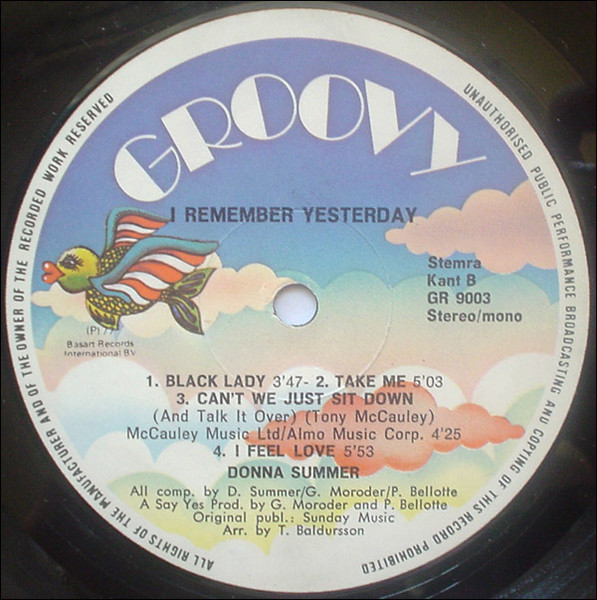 GROOVY
I REMEMBER YESTERDAY
Stemra
Kant B
GR 9003
Stereo/mono
(P) 77
Basart Records
International BV
1. BLACK LADY 3'47- 2. TAKE ME 5'03
3. CAN'T WE JUST SIT DOWN
(And Talk It Over) (Tony McCauley)
McCauley Music Ltd/Almo Music Corp. 4'25
4. I FEEL LOVE 5'53
DONNA SUMMER
All comp. by D. Summer/G. Moroder/P. Bellotte
A Say Yes Prod. by G. Moroder and P. Bellotte
Original publ.: Sunday Music
Arr. by T. Baldursson
ALL RIGHTS OF THE MANUFACTURER AND OF THE OWNER OF THE RECORDED WORK RESERVED
UNAUTHORISED PUBLIC PERFORMANCE BROADCASTING AND COPYING OF THIS RECORD PROHIBITED